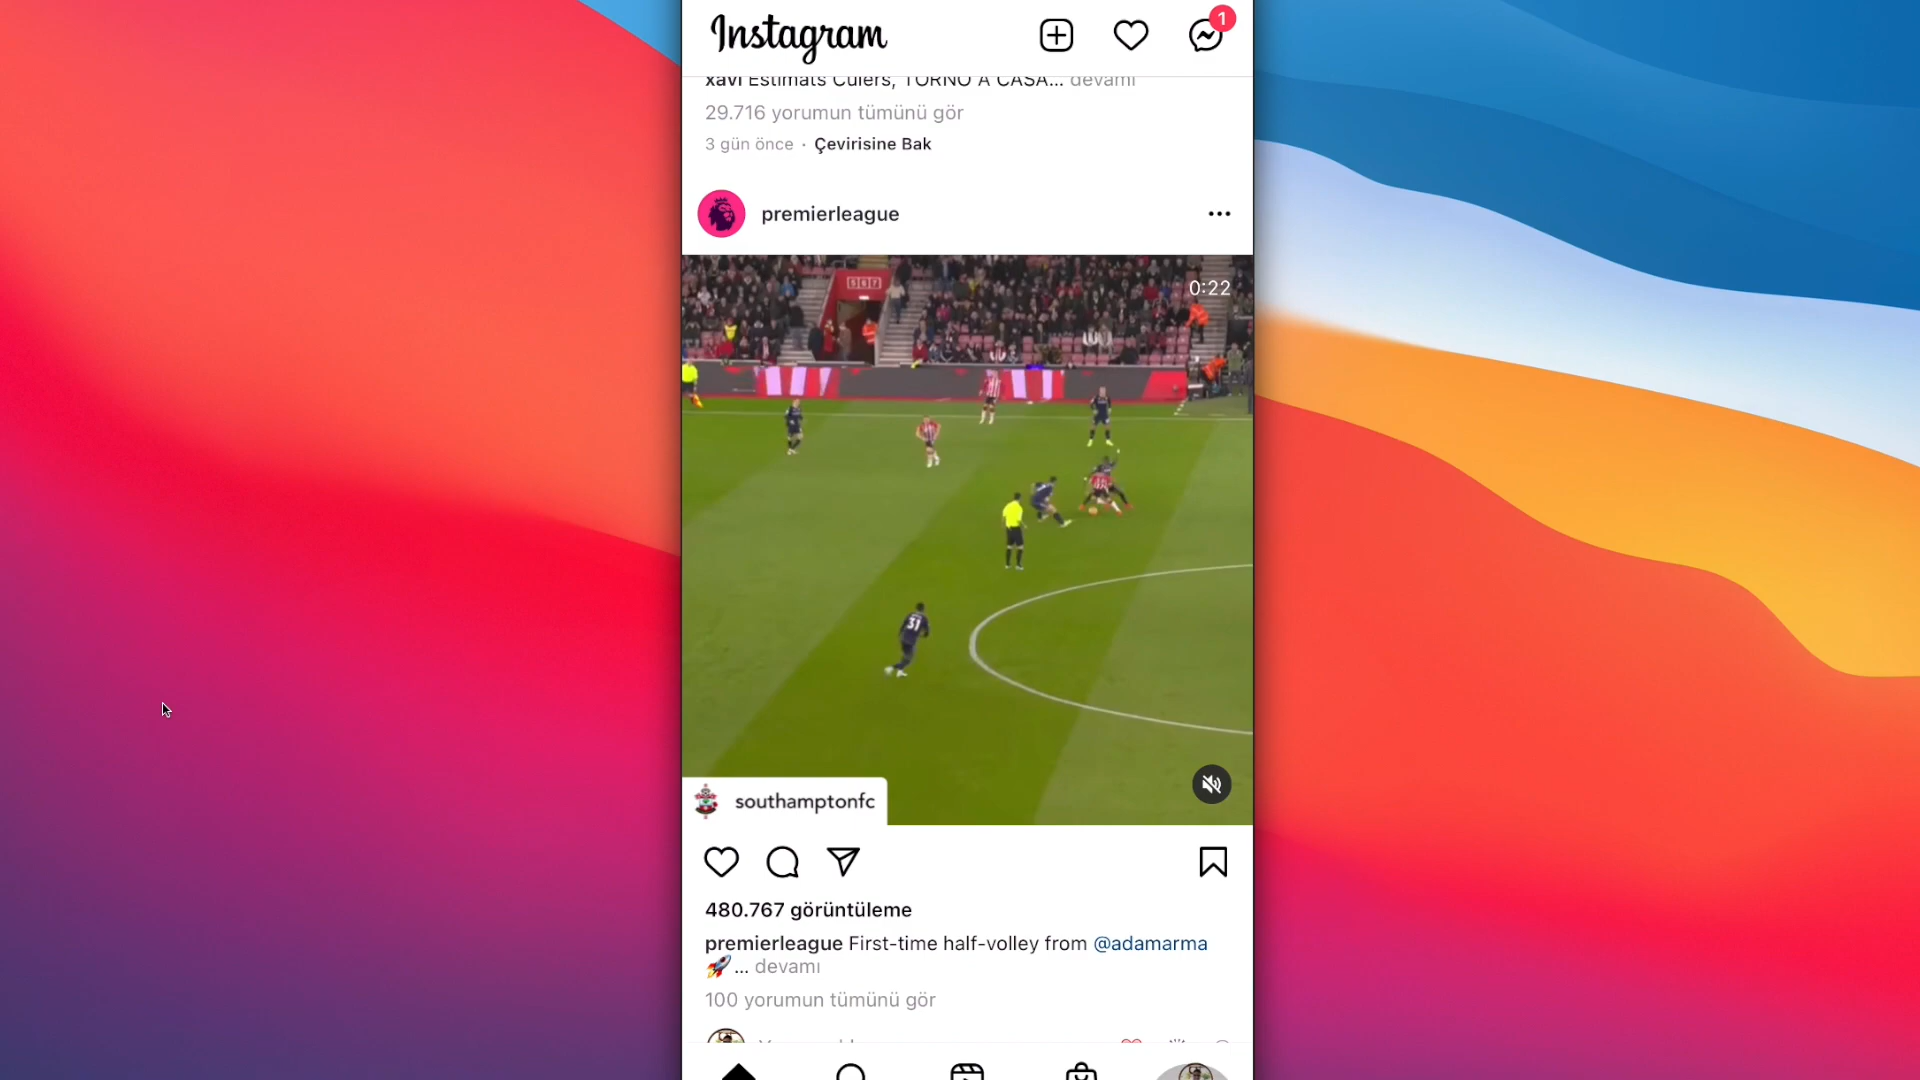 Instagram
1
xavi Estimats Culers, TORNO A CASA... devamı
29.716 yorumun tümünü gör
3 gün önce · Çevirisine Bak
premierleague
0:22
31
southamptonfc
480.767 görüntüleme
premierleague First-time half-volley from @adamarma
🚀... devamı
100 yorumun tümünü gör